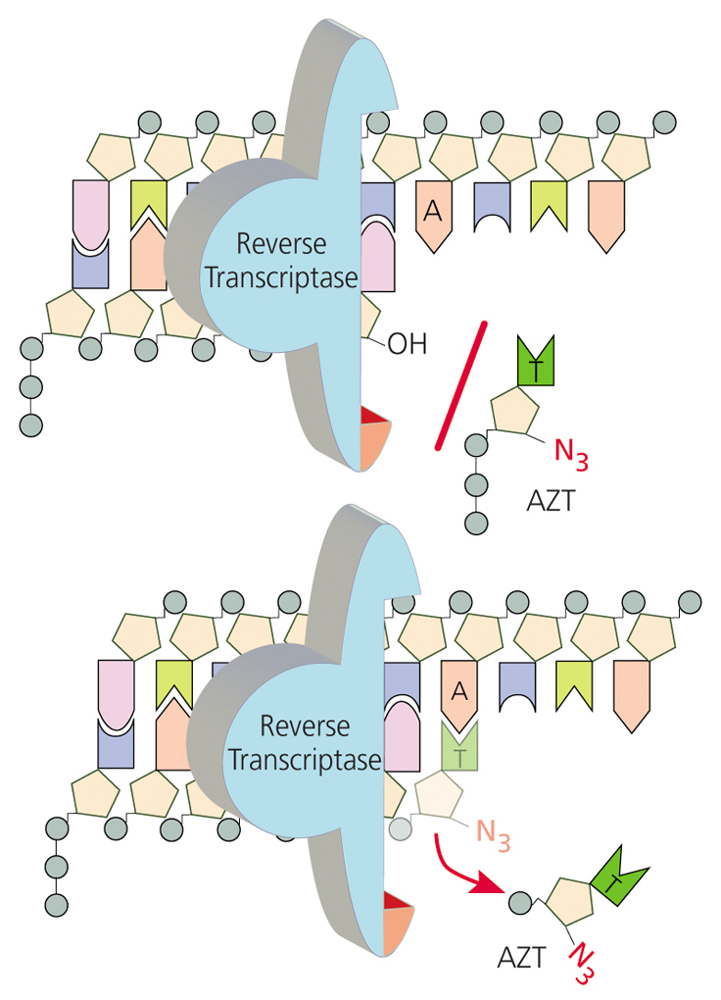 A
Reverse
Transcriptase
OH
T
N3
AZT
A
Reverse
Transcriptase
T
N3
T
AZT
N3